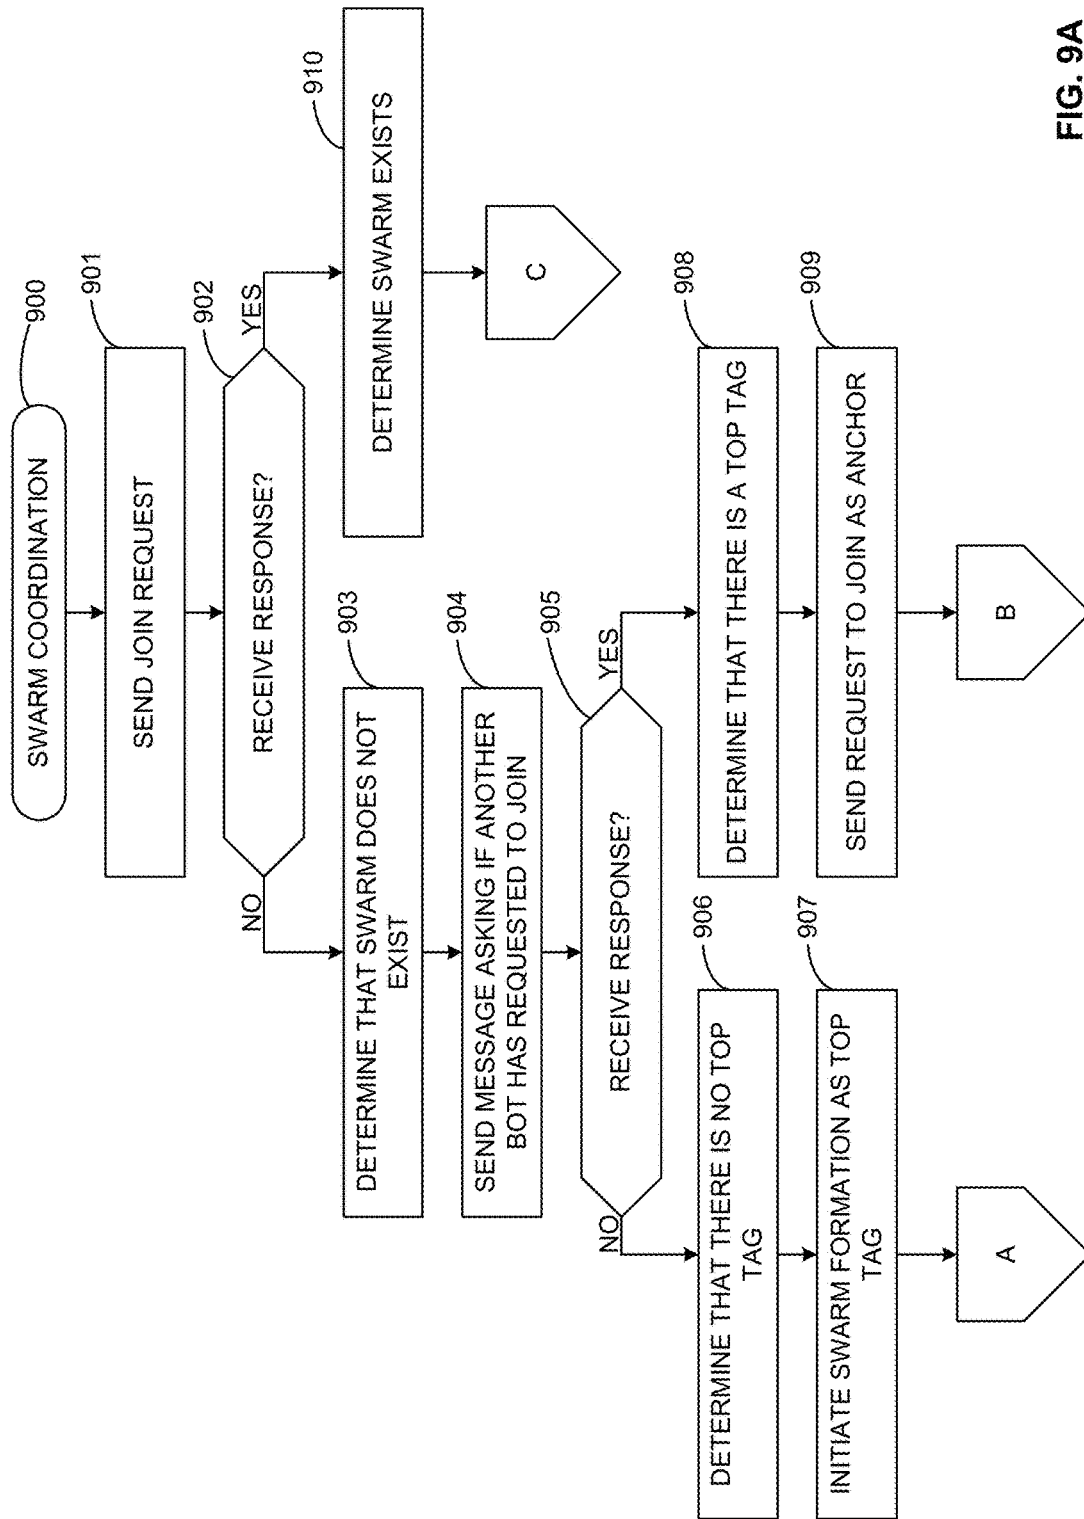 SWARM COORDINATION
900
SEND JOIN REQUEST
901
RECEIVE RESPONSE?
902
NO
YES
DETERMINE THAT SWARM DOES NOT
EXIST
903
DETERMINE SWARM EXISTS
910
SEND MESSAGE ASKING IF ANOTHER
BOT HAS REQUESTED TO JOIN
904
C
RECEIVE RESPONSE?
905
NO
YES
DETERMINE THAT THERE IS NO TOP
TAG
906
DETERMINE THAT THERE IS A TOP TAG
908
INITIATE SWARM FORMATION AS TOP
TAG
907
SEND REQUEST TO JOIN AS ANCHOR
909
A
B
FIG. 9A